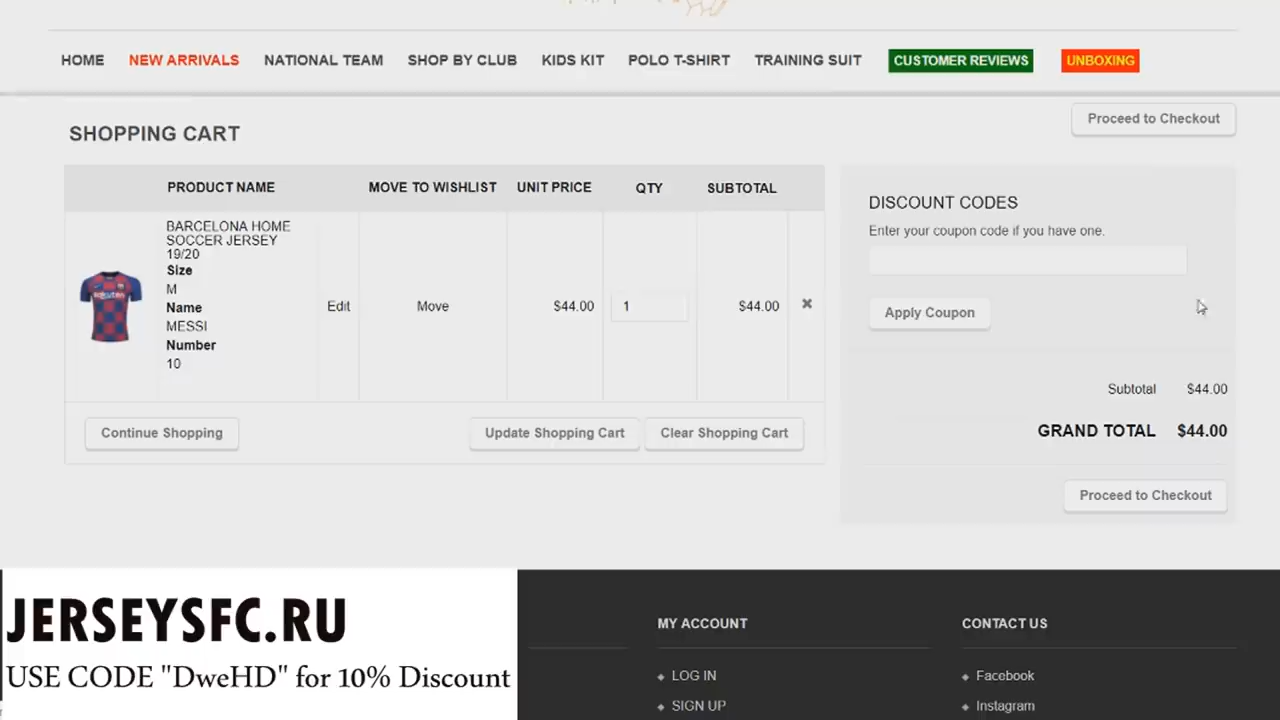 HOME NEW ARRIVALS NATIONAL TEAM SHOP BY CLUB KIDS KIT POLO T-SHIRT TRAINING SUIT CUSTOMER REVIEWS UNBOXING
Proceed to Checkout
SHOPPING CART
PRODUCT NAME MOVE TO WISHLIST UNIT PRICE QTY SUBTOTAL
BARCELONA HOME
SOCCER JERSEY
19/20
Size
M
Name
MESSI
Number
10
Rakuten
Edit Move $44.00 1 $44.00
Continue Shopping Update Shopping Cart Clear Shopping Cart
DISCOUNT CODES
Enter your coupon code if you have one.
Apply Coupon
Subtotal $44.00
GRAND TOTAL $44.00
Proceed to Checkout
JERSEYSFC.RU
USE CODE "DweHD" for 10% Discount
MY ACCOUNT
LOG IN
SIGN UP
CONTACT US
Facebook
Instagram